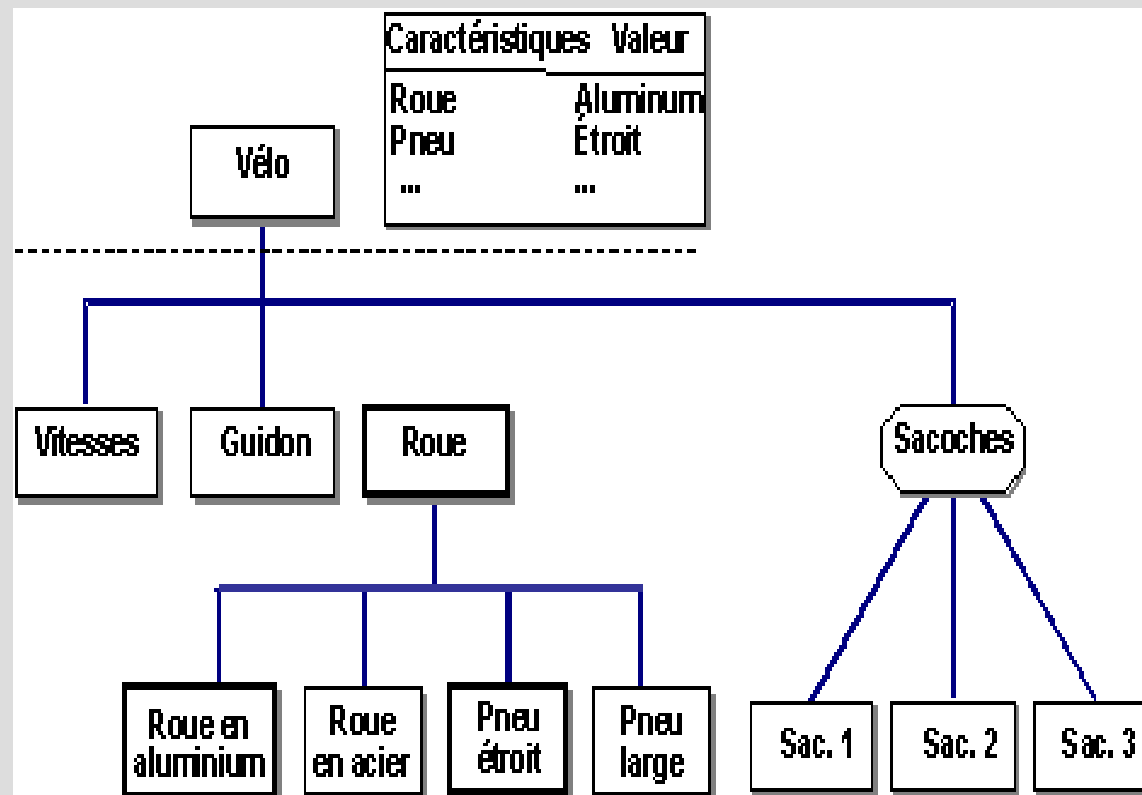 Caractéristiques Valeur
Roue Aluminum
Pneu Étroit
... ...
Vélo
Vitesses
Guidon
Roue
Sacoches
Roue en
aluminium
Roue
en acier
Pneu
étroit
Pneu
large
Sac. 1
Sac. 2
Sac. 3